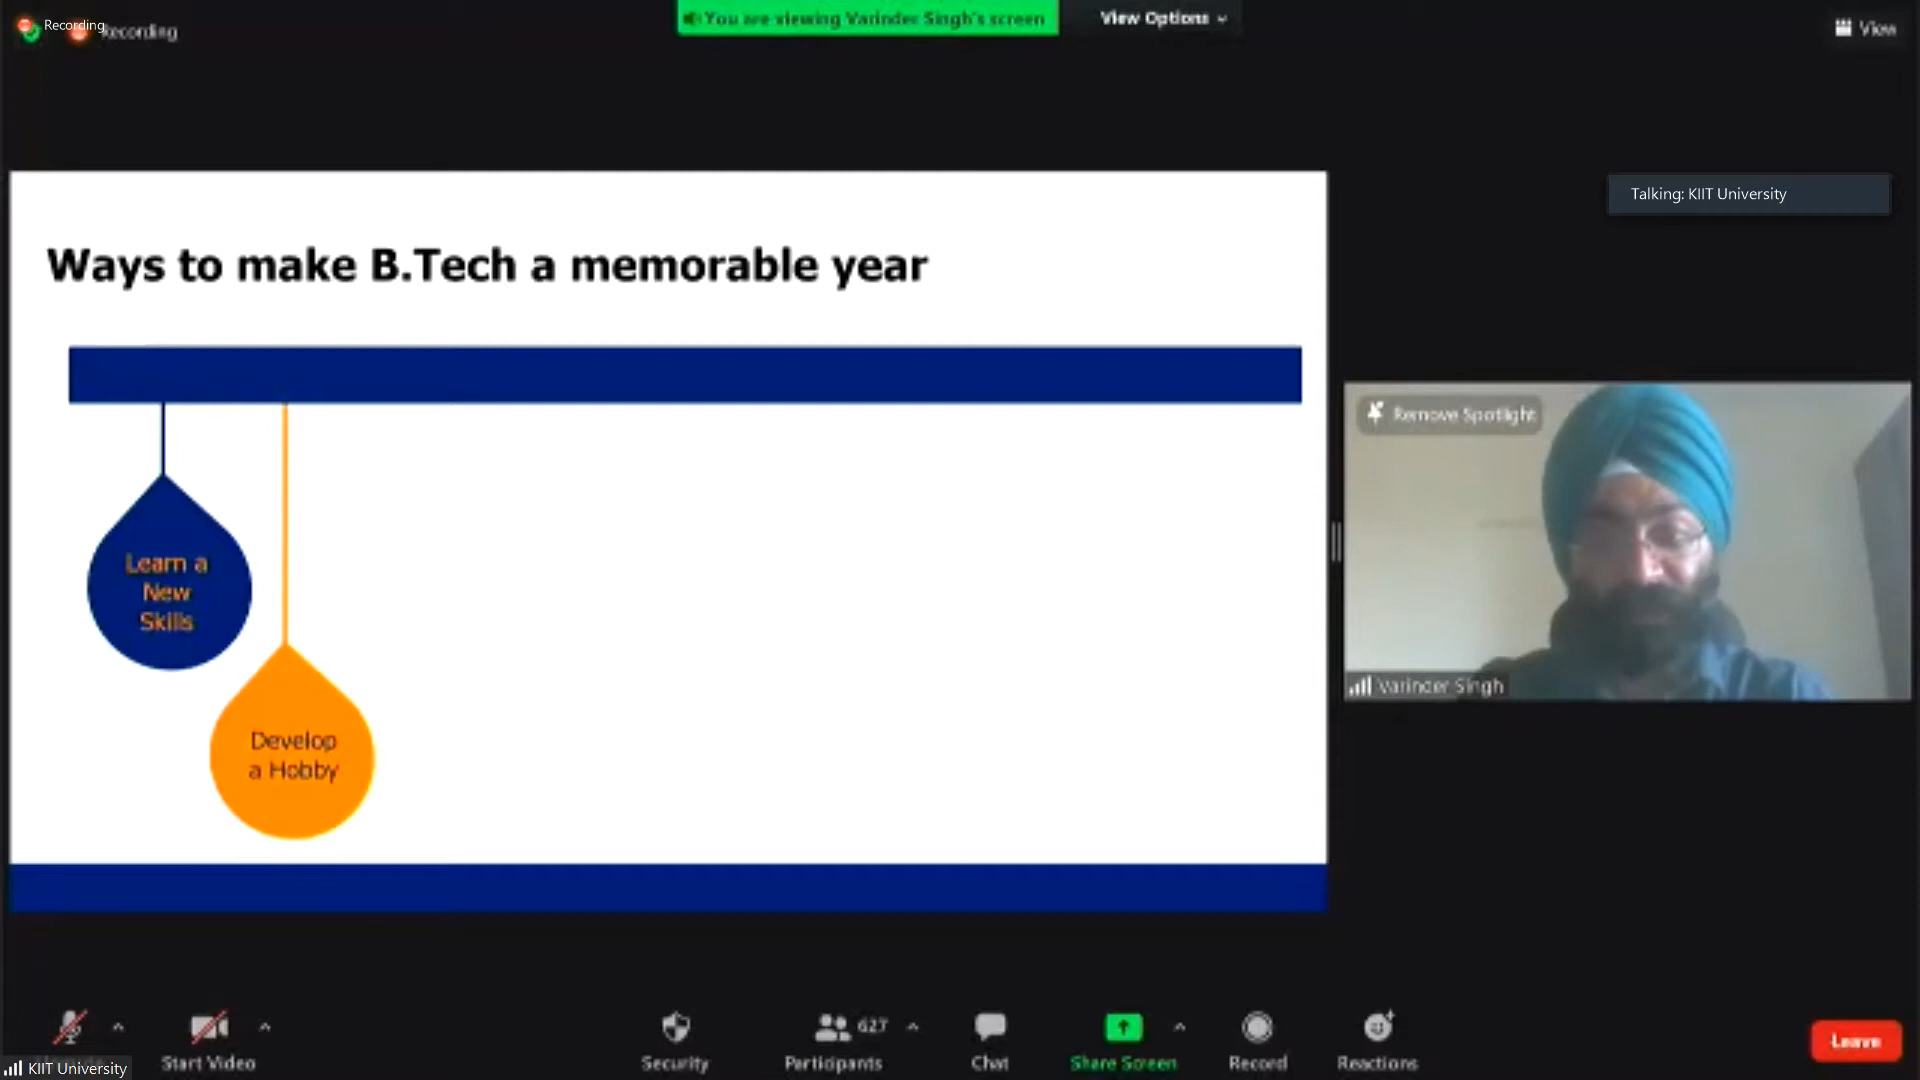 Recording
Recording
You are viewing Varinder Singh's screen
View Options
View
Talking: KIIT University
Ways to make B.Tech a memorable year
Learn a
New
Skills
Develop
a Hobby
Remove Spotlight
Varinder Singh
Start Video
Security
627
Participants
Chat
Share Screen
Record
Reactions
Leave
KIIT University